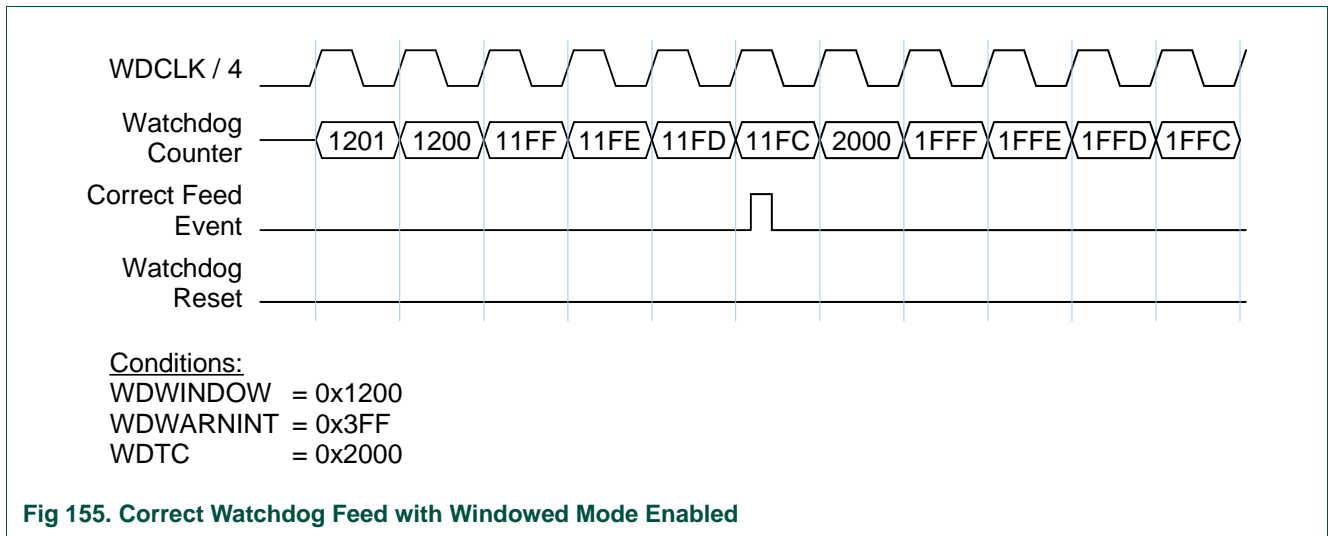 WDCLK / 4
Watchdog
Counter
1201 1200 11FF 11FE 11FD 11FC 2000 1FFF 1FFE 1FFD 1FFC
Correct Feed
Event
Watchdog
Reset
Conditions:
WDWINDOW = 0x1200
WDWARNINT = 0x3FF
WDTC = 0x2000
Fig 155. Correct Watchdog Feed with Windowed Mode Enabled